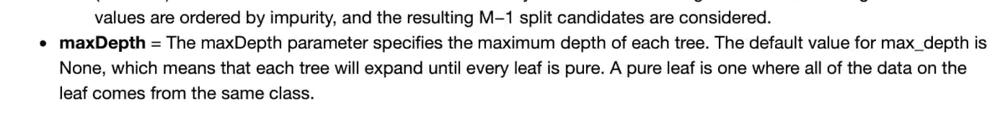 values are ordered by impurity, and the resulting M–1 split candidates are considered.
• maxDepth = The maxDepth parameter specifies the maximum depth of each tree. The default value for max_depth is
None, which means that each tree will expand until every leaf is pure. A pure leaf is one where all of the data on the
leaf comes from the same class.